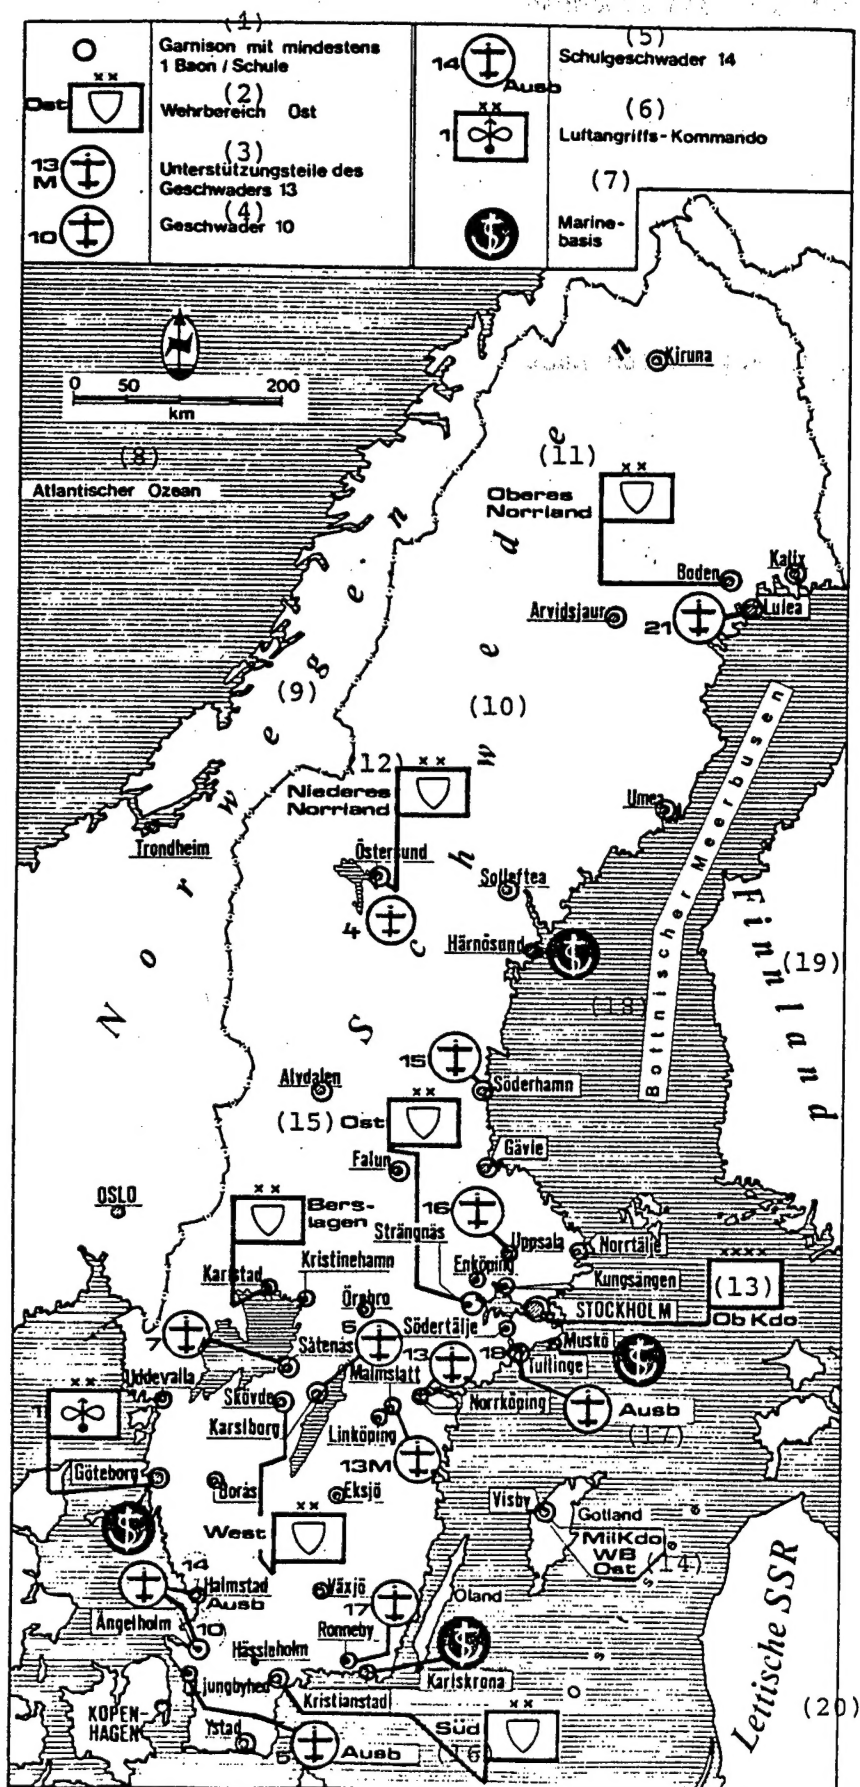 (1)
Garnison mit mindestens
1 Baon / Schule
x x
Ost
(2)
Wehrbereich Ost
13
M
(3)
Unterstützungsteile des
Geschwaders 13
10
(4)
Geschwader 10
14
Ausb
(5)
Schulgeschwader 14
x x
1
(6)
Luftangriffs-Kommando
(7)
Marine-
basis
0 50 200
km
(8)
Atlantischer Ozean
Kiruna
(11)
x x
Oberes
Norrland
Boden
Kalix
Lulea
Arvidsjaur
21
(9)
(10)
Norwegen
Schweden
(12)
x x
Niederes
Norrland
Umea
Trondheim
Östersund
Solleftea
4
Härnösand
Bottnischer Meerbusen
Finnland
(19)
(18)
15
Söderhamn
Alvdalen
x x
(15) Ost
Gävle
Falun
OSLO
x x
Bers-
lagen
16
Strängnäs
Uppsala
Norrtälje
Kristinehamn
Karlstad
Enköping
Kungsängen
x x x x
(13)
Ob Kdo
Örebro
STOCKHOLM
7
Såtenäs
6
Södertälje
13
18
Muskö
Tullinge
Malmslätt
Uddevalla
x x
1
Skövde
Karlsborg
Norrköping
Ausb
(17)
Linköping
13M
Göteborg
Borås
Eksjö
Visby
Gotland
MilKdo
WB
Ost
(14)
x x
West
14
Halmstad
Ausb
Växjö
Öland
Ostsee
Lettische SSR
17
Ängelholm
10
Ronneby
Hässleholm
Karlskrona
Ljungbyhed
Kristianstad
KOPEN-
HAGEN
x x
Süd
(20)
Ystad
5
Ausb
(16)